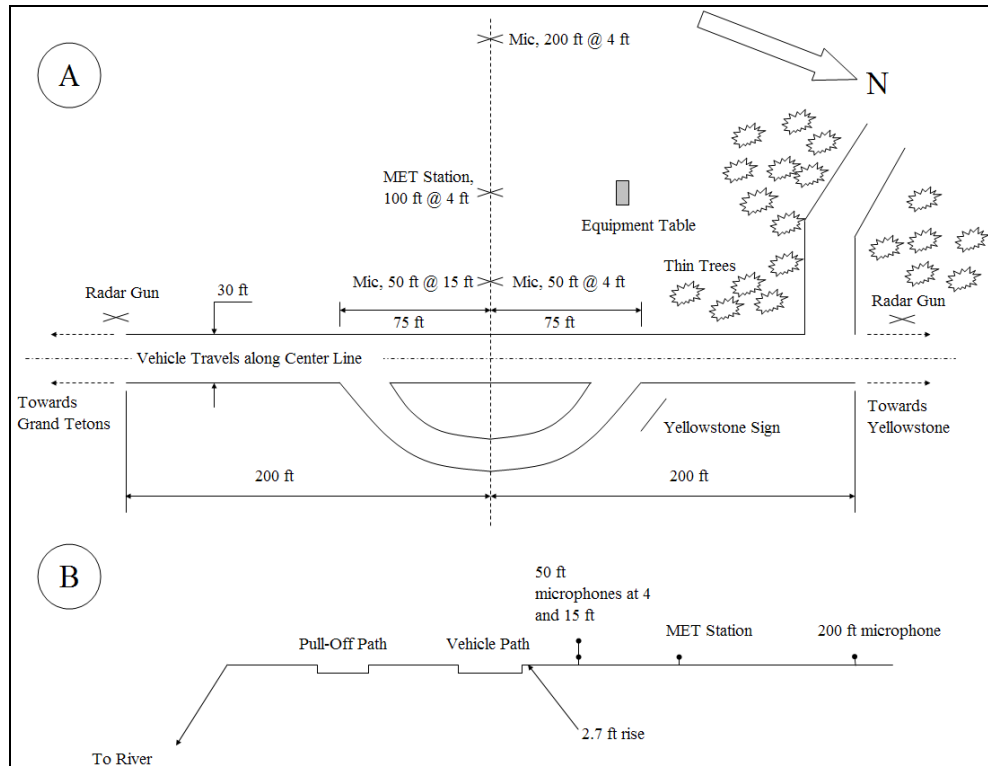 A
Mic, 200 ft @ 4 ft
N
MET Station,
100 ft @ 4 ft
Equipment Table
Thin Trees
Mic, 50 ft @ 15 ft
Mic, 50 ft @ 4 ft
Radar Gun
30 ft
75 ft
75 ft
Radar Gun
Vehicle Travels along Center Line
Towards
Grand Tetons
Yellowstone Sign
Towards
Yellowstone
200 ft
200 ft
B
50 ft
microphones at 4
and 15 ft
Pull-Off Path
Vehicle Path
MET Station
200 ft microphone
2.7 ft rise
To River